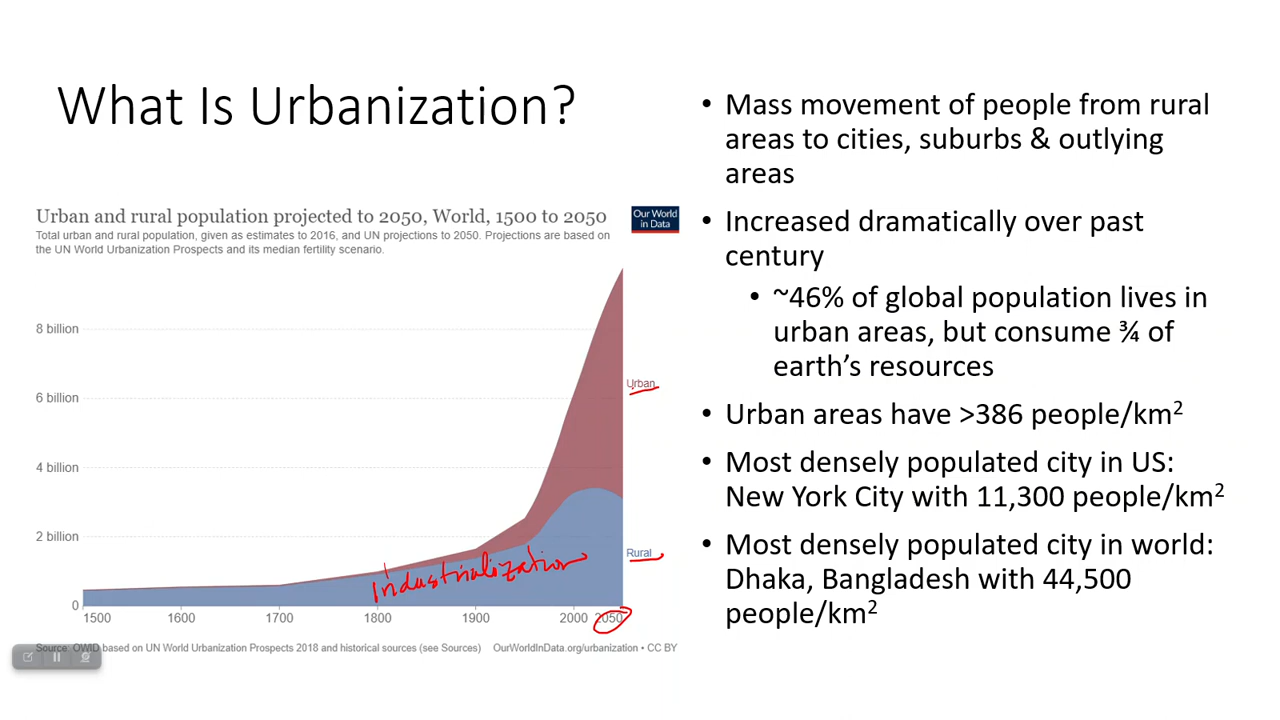 What Is Urbanization?
Urban and rural population projected to 2050, World, 1500 to 2050
Total urban and rural population, given as estimates to 2016, and UN projections to 2050. Projections are based on
the UN World Urbanization Prospects and its median fertility scenario.
Our World
in Data
8 billion
6 billion
4 billion
2 billion
0
Urban
Rural
Industrialization
1500
1600
1700
1800
1900
2000
2050
Source: OWID based on UN World Urbanization Prospects 2018 and historical sources (see Sources)
OurWorldInData.org/urbanization • CC BY
• Mass movement of people from rural
areas to cities, suburbs & outlying
areas
• Increased dramatically over past
century
• ~46% of global population lives in
urban areas, but consume ¾ of
earth’s resources
• Urban areas have >386 people/km²
• Most densely populated city in US:
New York City with 11,300 people/km²
• Most densely populated city in world:
Dhaka, Bangladesh with 44,500
people/km²